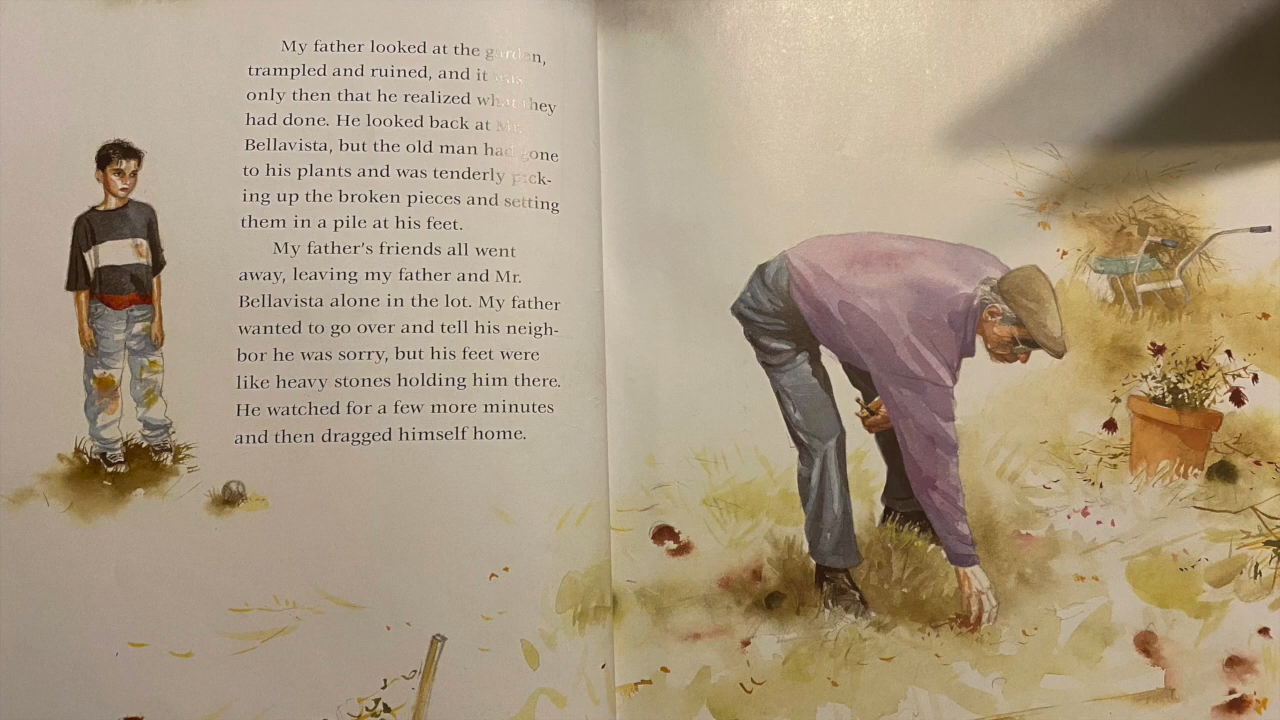 My father looked at the garden,
trampled and ruined, and it was
only then that he realized what they
had done. He looked back at Mr.
Bellavista, but the old man had gone
to his plants and was tenderly pick-
ing up the broken pieces and setting
them in a pile at his feet.
My father's friends all went
away, leaving my father and Mr.
Bellavista alone in the lot. My father
wanted to go over and tell his neigh-
bor he was sorry, but his feet were
like heavy stones holding him there.
He watched for a few more minutes
and then dragged himself home.